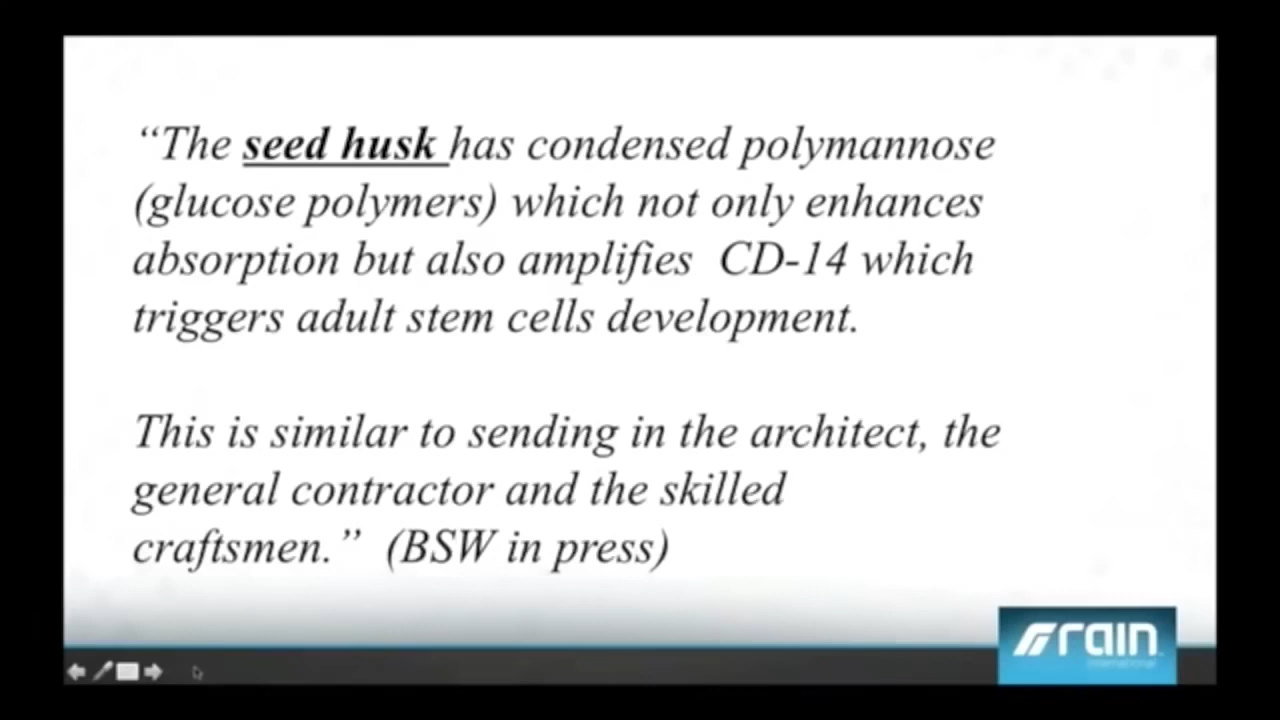 “The seed husk has condensed polymannose
(glucose polymers) which not only enhances
absorption but also amplifies CD-14 which
triggers adult stem cells development.
This is similar to sending in the architect, the
general contractor and the skilled
craftsmen.” (BSW in press)
rain
international